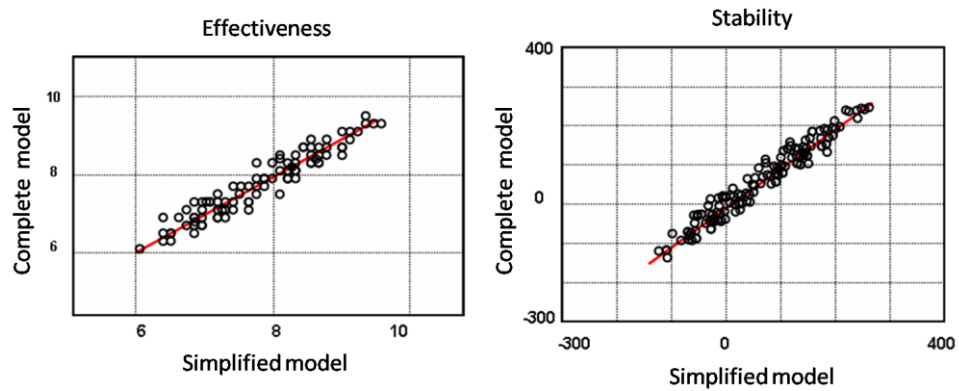 Effectiveness
Complete model
10
8
6
6 8 10
Simplified model
Stability
Complete model
400
0
-300
-300 0 400
Simplified model